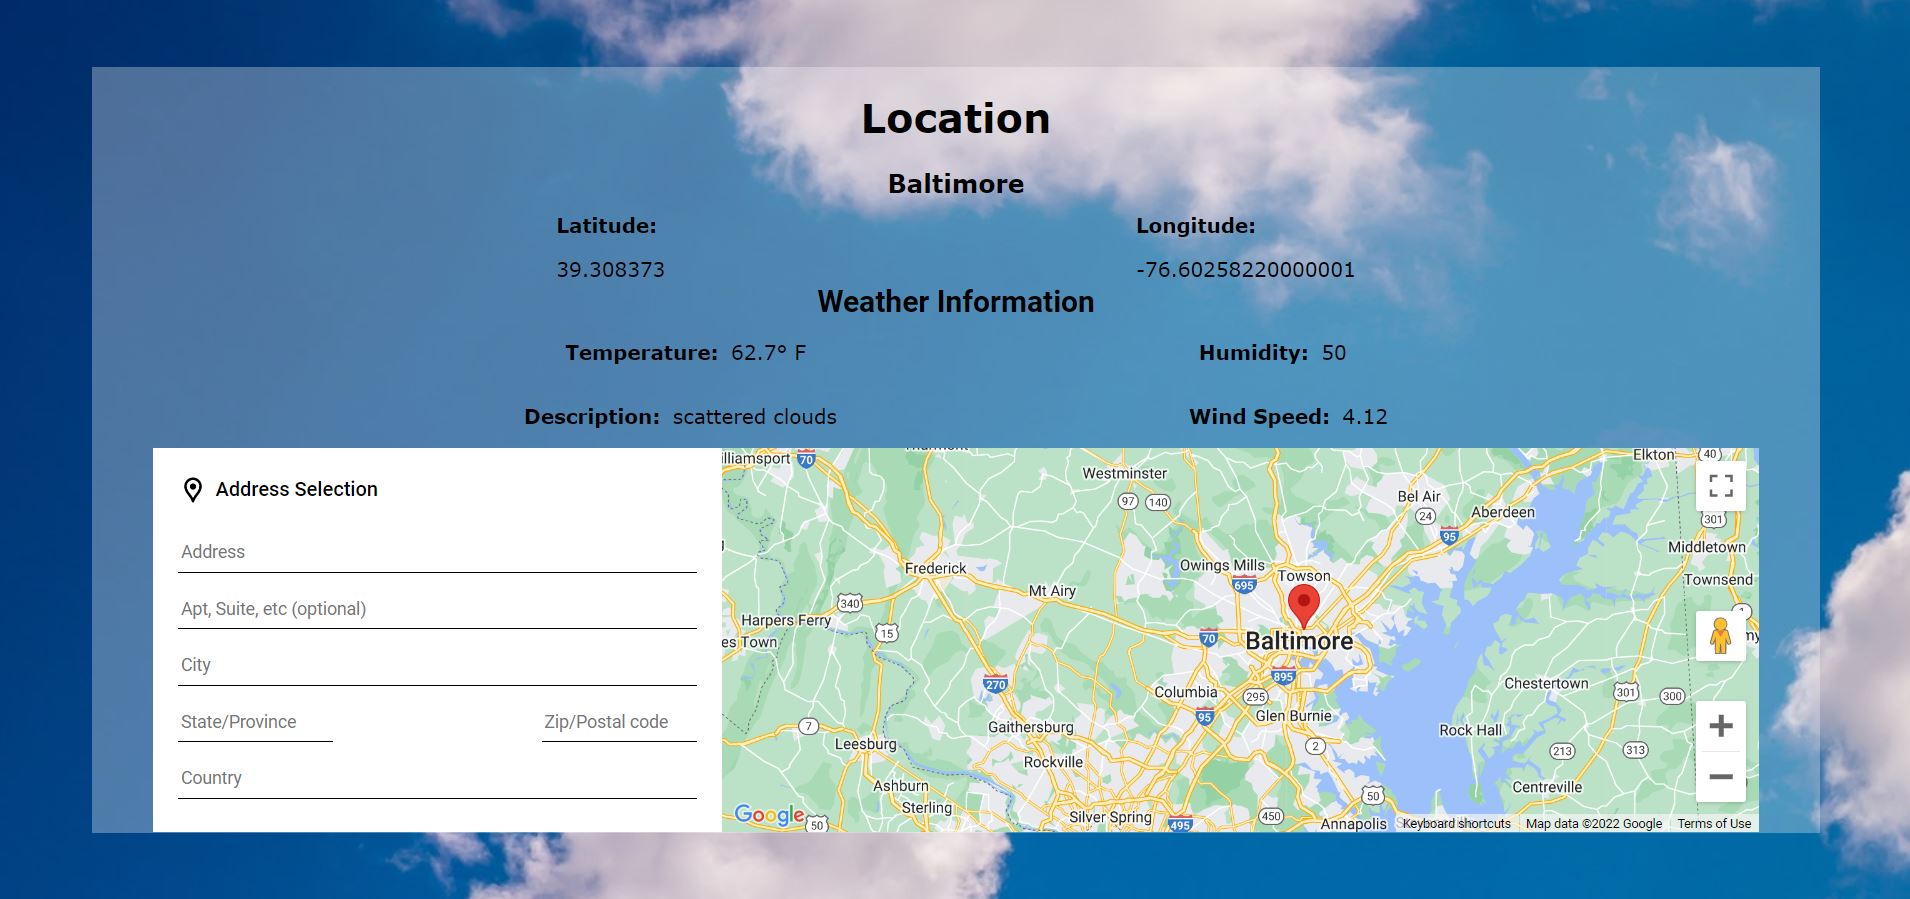 Location
Baltimore
Latitude:
Longitude:
39.308373
-76.60258220000001
Weather Information
Temperature: 62.7° F
Humidity: 50
Description: scattered clouds
Wind Speed: 4.12
Address Selection
Address
Apt, Suite, etc (optional)
City
State/Province
Zip/Postal code
Country
illiamsport
70
Westminster
97
140
Elkton
40
Bel Air
24
Aberdeen
301
95
Middletown
Owings Mills
Towson
Townsend
695
Frederick
Mt Airy
340
Harpers Ferry
15
es Town
70
Baltimore
1
my
895
270
Columbia
295
Chestertown
301
300
95
Glen Burnie
7
Gaithersburg
Rock Hall
Leesburg
2
213
313
Rockville
Ashburn
Centreville
Sterling
50
Google
50
Silver Spring
495
450
Annapolis
Keyboard shortcuts
Map data ©2022 Google
Terms of Use